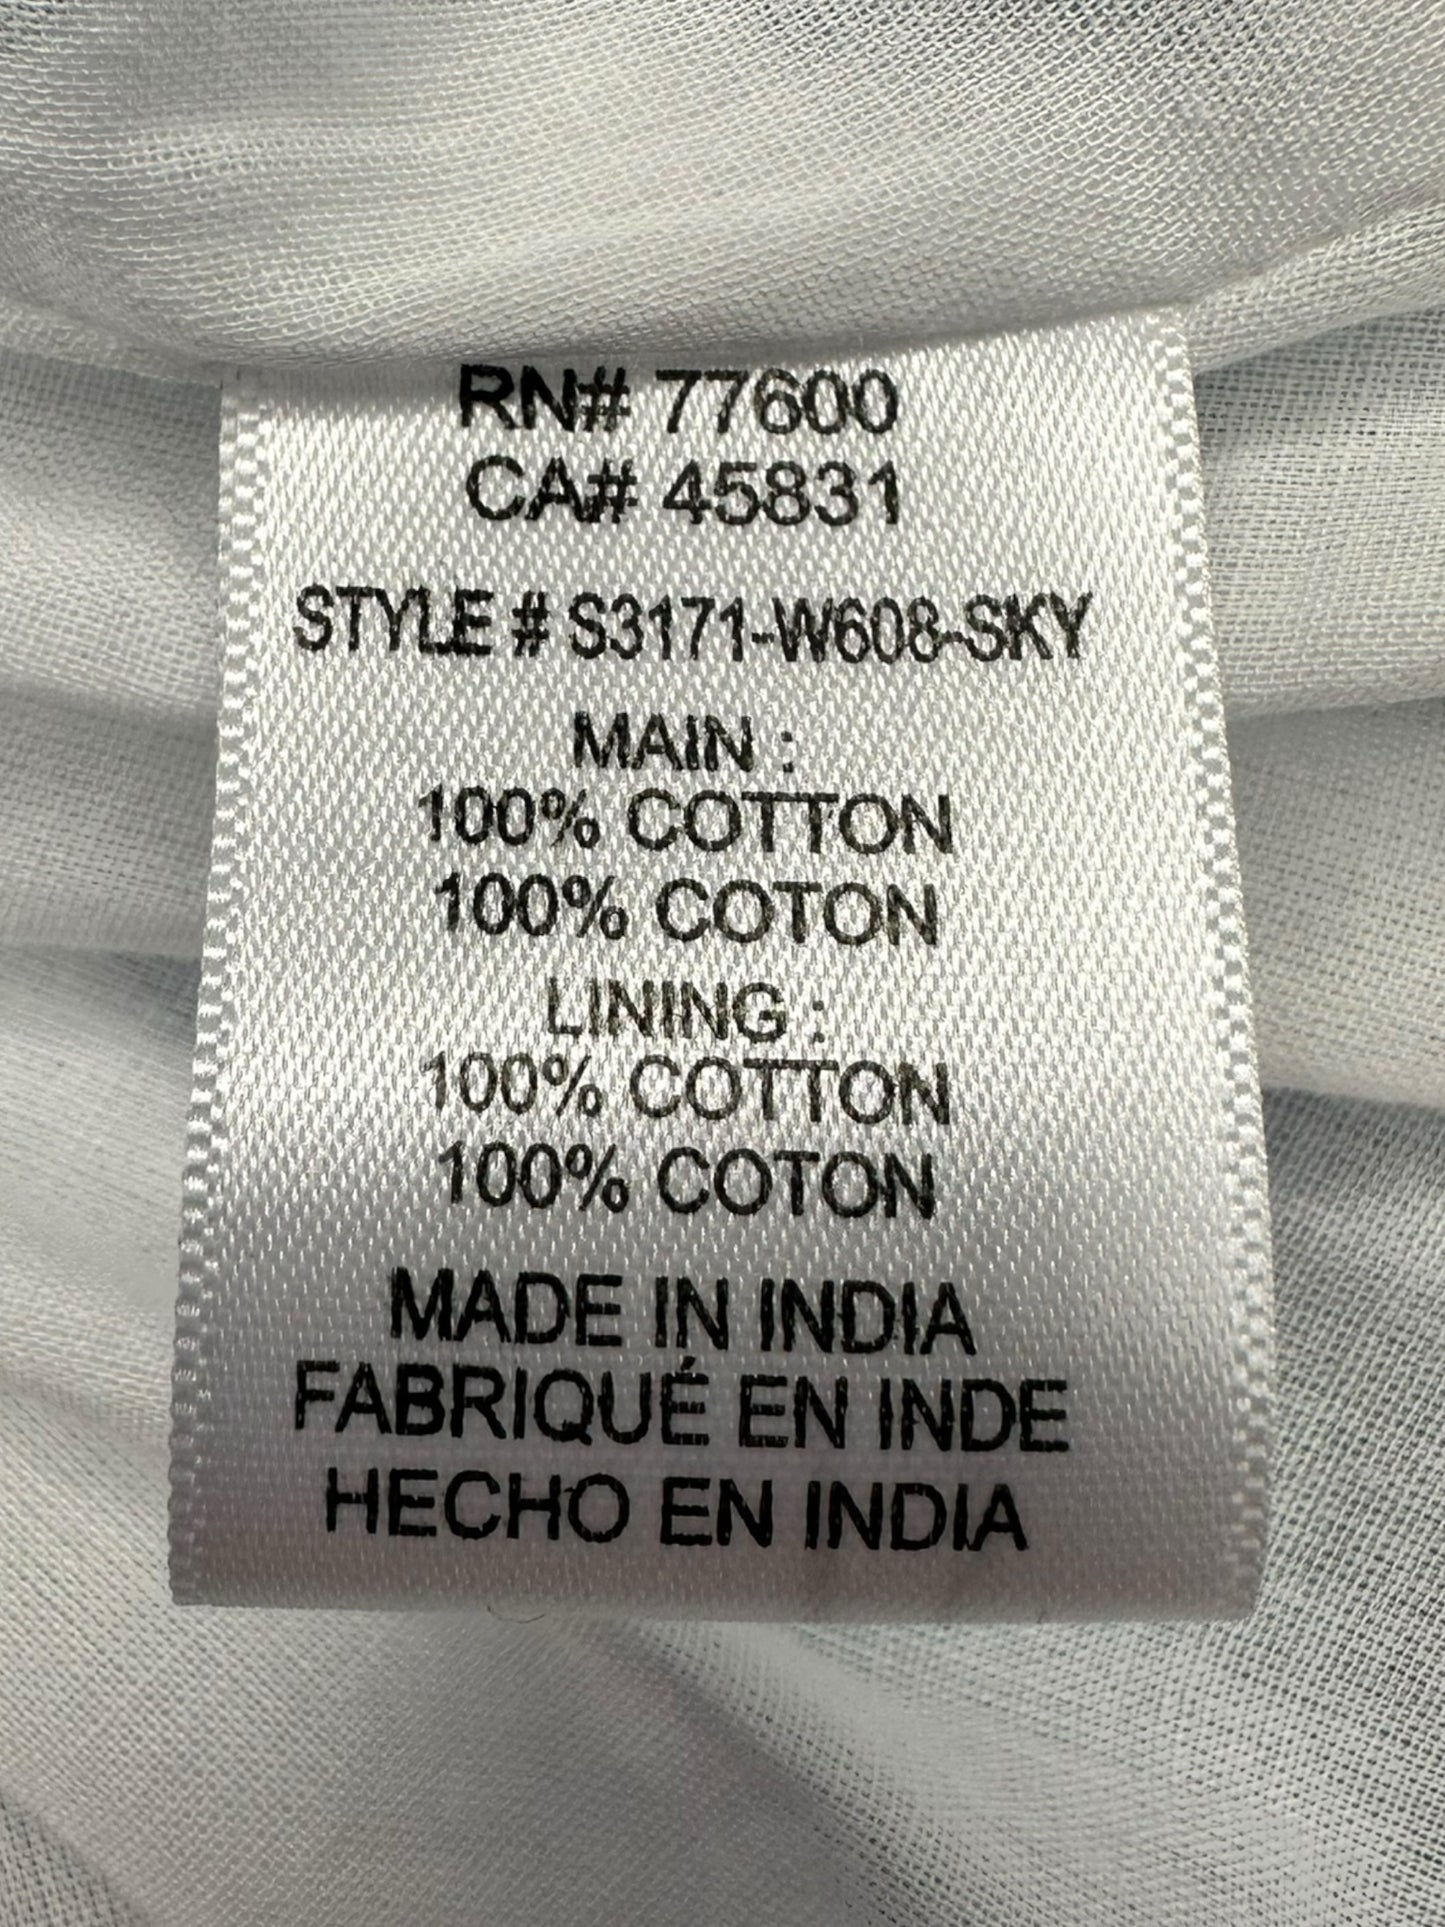 RN# 77600
CA# 45831
STYLE # S3171-W608-SKY
MAIN :
100% COTTON
100% COTON
LINING :
100% COTTON
100% COTON
MADE IN INDIA
FABRIQUÉ EN INDE
HECHO EN INDIA